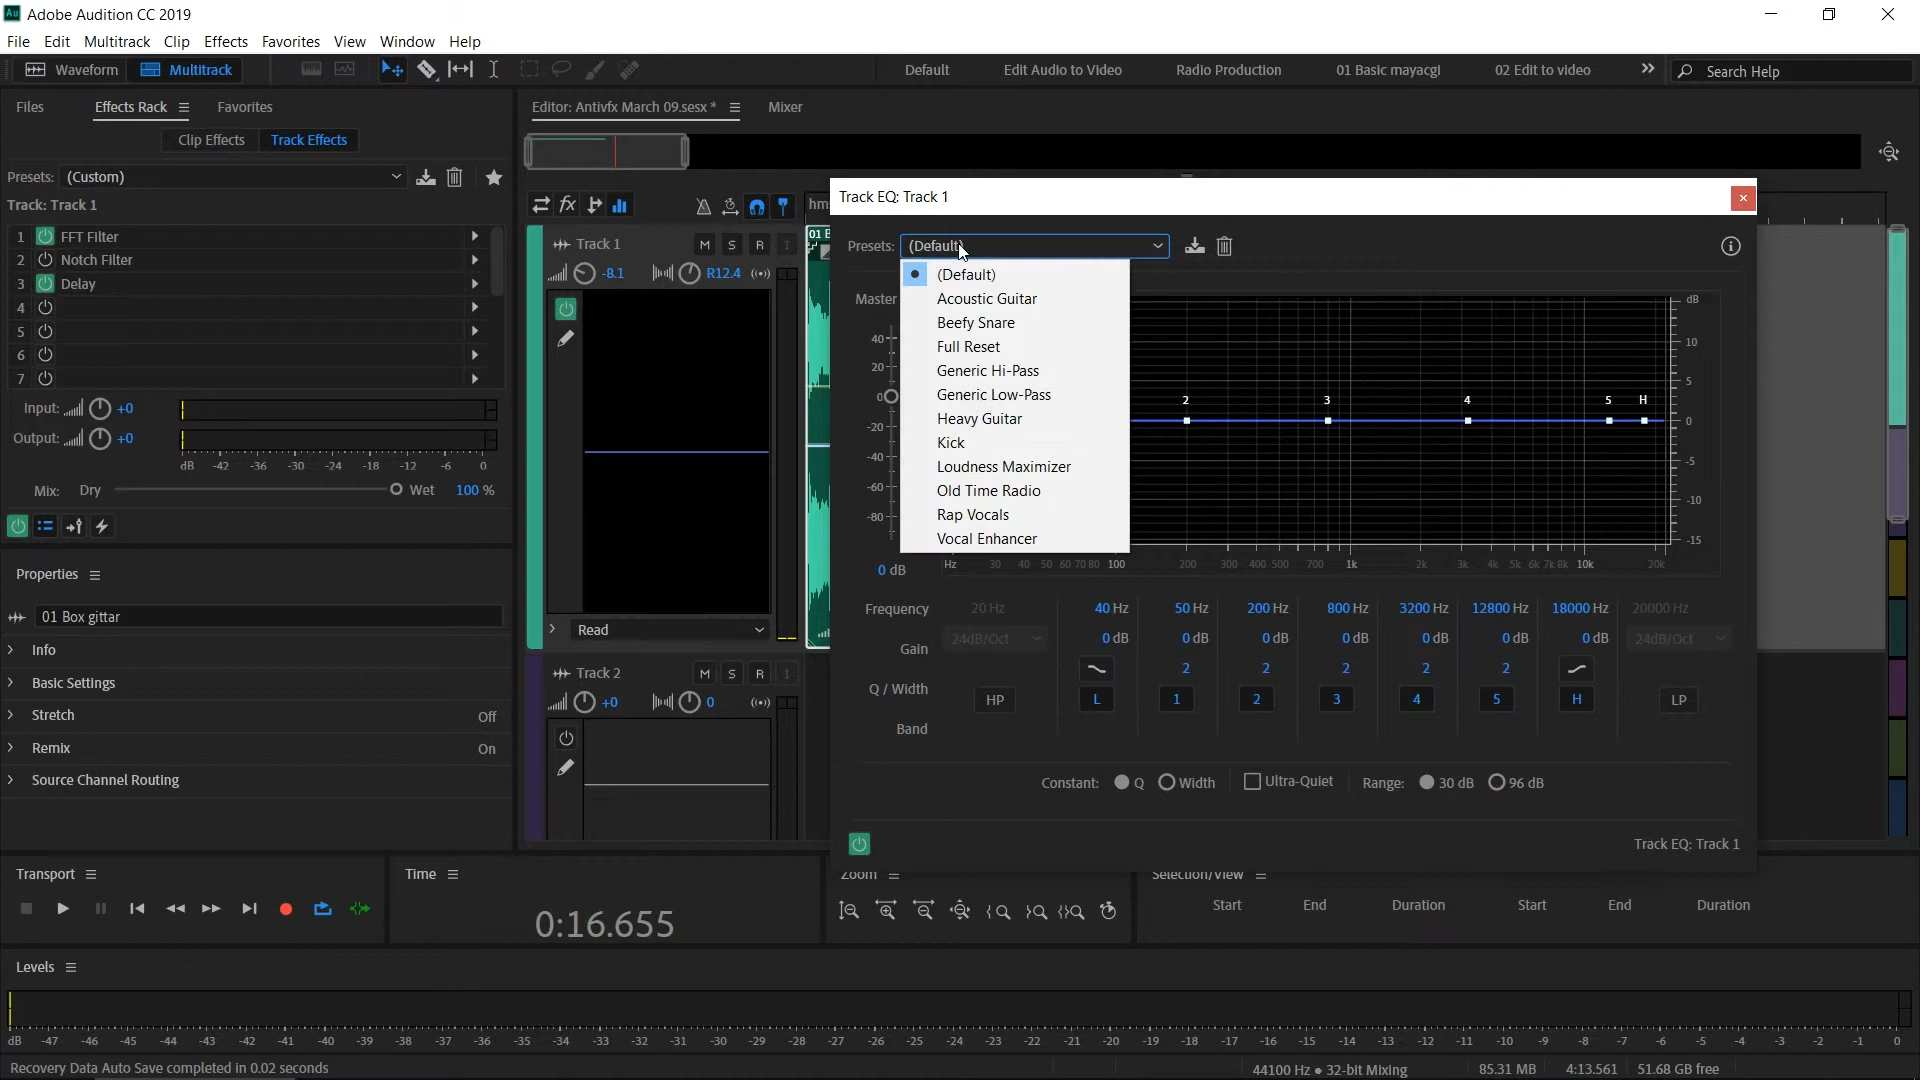 Au Adobe Audition CC 2019
File Edit Multitrack Clip Effects Favorites View Window Help
Waveform Multitrack Default Edit Audio to Video Radio Production 01 Basic mayacgi 02 Edit to video Search Help
Files Effects Rack Favorites
Clip Effects Track Effects
Presets: (Custom)
Track: Track 1
1 FFT Filter
2 Notch Filter
3 Delay
4
5
6
7
Input: +0
Output: +0
dB -42 -36 -30 -24 -18 -12 -6 0
Mix: Dry Wet 100 %
Properties
01 Box gittar
Info
Basic Settings
Stretch Off
Remix On
Source Channel Routing
Editor: Antivfx March 09.sesx * Mixer
fx hms
Track 1 M S R I
-8.1 R12.4
Read
Track 2 M S R I
+0 0
Track EQ: Track 1
Presets: (Default)
(Default)
Acoustic Guitar
Beefy Snare
Full Reset
Generic Hi-Pass
Generic Low-Pass
Heavy Guitar
Kick
Loudness Maximizer
Old Time Radio
Rap Vocals
Vocal Enhancer
Master
40
20
0
-20
-40
-60
-80
0 dB
2 3 4 5 H
dB
10
5
0
-5
-10
-15
Hz 30 40 50 60 70 80 100 200 300 400 500 700 1k 2k 3k 4k 5k 6k 7k 8k 10k 20k
Frequency 20 Hz 40 Hz 50 Hz 200 Hz 800 Hz 3200 Hz 12800 Hz 18000 Hz 20000 Hz
Gain 24dB/Oct 0 dB 0 dB 0 dB 0 dB 0 dB 0 dB 0 dB 24dB/Oct
Q / Width 2 2 2 2 2
Band HP L 1 2 3 4 5 H LP
Constant: Q Width Ultra-Quiet Range: 30 dB 96 dB
Track EQ: Track 1
Transport
Time
0:16.655
Zoom
Selection/View
Start End Duration Start End Duration
Levels
dB -47 -46 -45 -44 -43 -42 -41 -40 -39 -38 -37 -36 -35 -34 -33 -32 -31 -30 -29 -28 -27 -26 -25 -24 -23 -22 -21 -20 -19 -18 -17 -16 -15 -14 -13 -12 -11 -10 -9 -8 -7 -6 -5 -4 -3 -2 -1 0
Recovery Data Auto Save completed in 0.02 seconds 44100 Hz ● 32-bit Mixing 85.31 MB 4:13.561 51.68 GB free